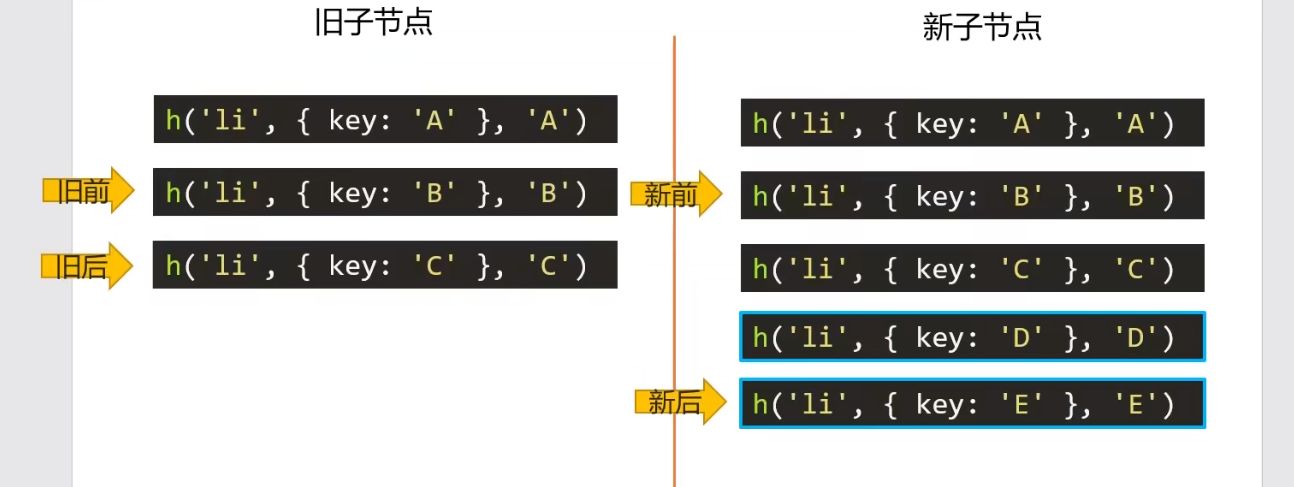 旧子节点
h('li', { key: 'A' }, 'A')
旧前
h('li', { key: 'B' }, 'B')
旧后
h('li', { key: 'C' }, 'C')
新子节点
h('li', { key: 'A' }, 'A')
新前
h('li', { key: 'B' }, 'B')
h('li', { key: 'C' }, 'C')
h('li', { key: 'D' }, 'D')
新后
h('li', { key: 'E' }, 'E')